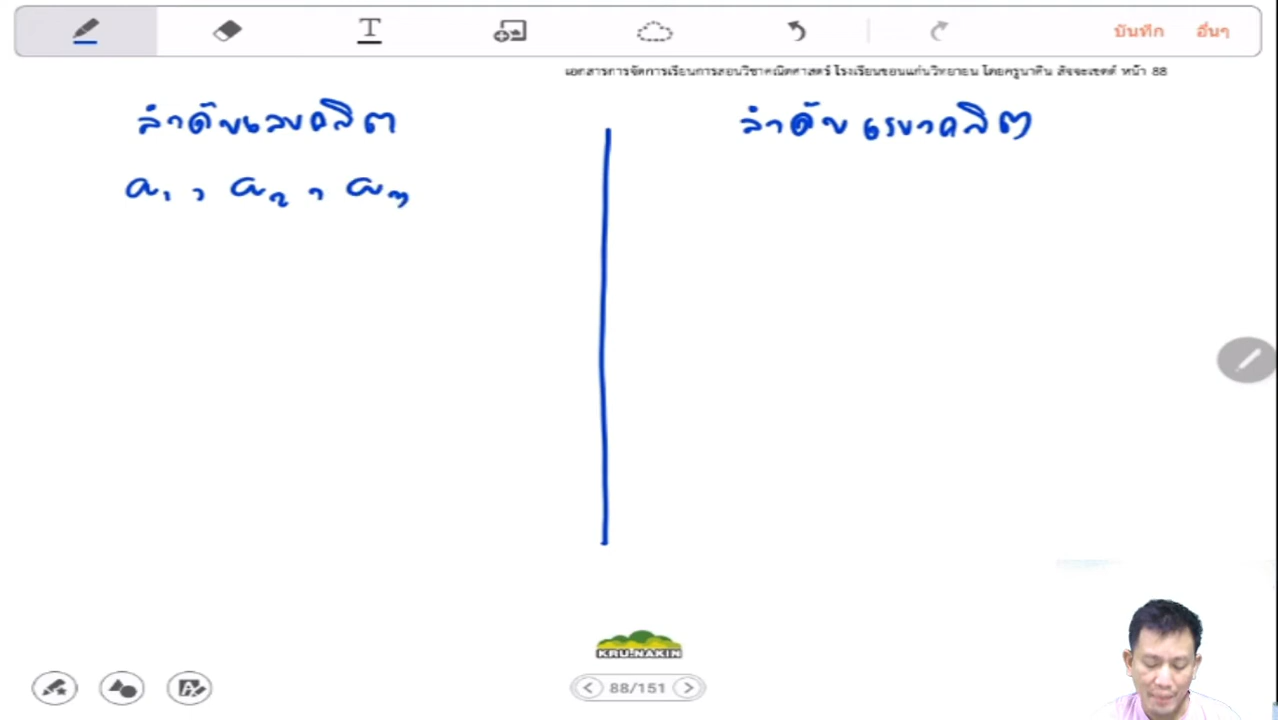 T
บันทึก อื่นๆ
เอกสารการจัดการเรียนการสอนวิชาคณิตศาสตร์ โรงเรียนขอนแก่นวิทยายน โดยครูนาคิน สัจจะเขตต์ หน้า 88
ลำดับเลขคณิต
a₁ , a₂ , a₃
ลำดับเรขาคณิต
KRU.NAKIN
88/151